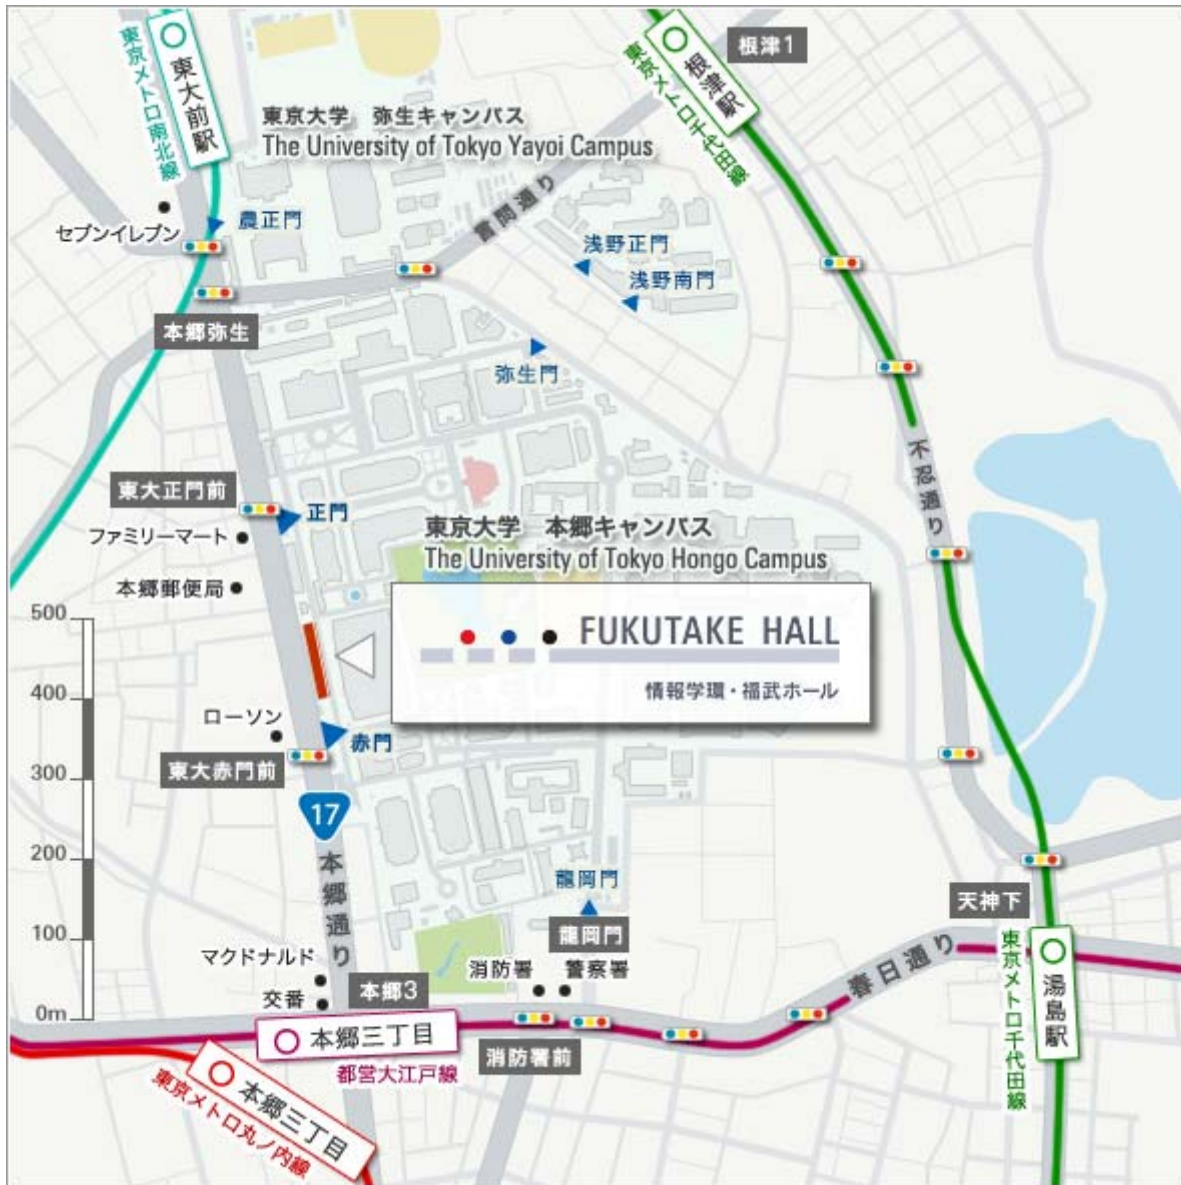 東大前駅
東京メトロ南北線
根津駅
東京メトロ千代田線
根津1
東京大学 弥生キャンパス
The University of Tokyo Yayoi Campus
セブンイレブン
農正門
言問通り
浅野正門
浅野南門
本郷弥生
弥生門
不忍通り
東大正門前
正門
ファミリーマート
東京大学 本郷キャンパス
The University of Tokyo Hongo Campus
本郷郵便局
500
FUKUTAKE HALL
情報学環・福武ホール
400
ローソン
赤門
東大赤門前
300
17
本郷通り
200
龍岡門
天神下
100
龍岡門
マクドナルド
消防署
警察署
春日通り
交番
本郷3
0m
本郷三丁目
消防署前
都営大江戸線
湯島駅
東京メトロ千代田線
本郷三丁目
東京メトロ丸ノ内線